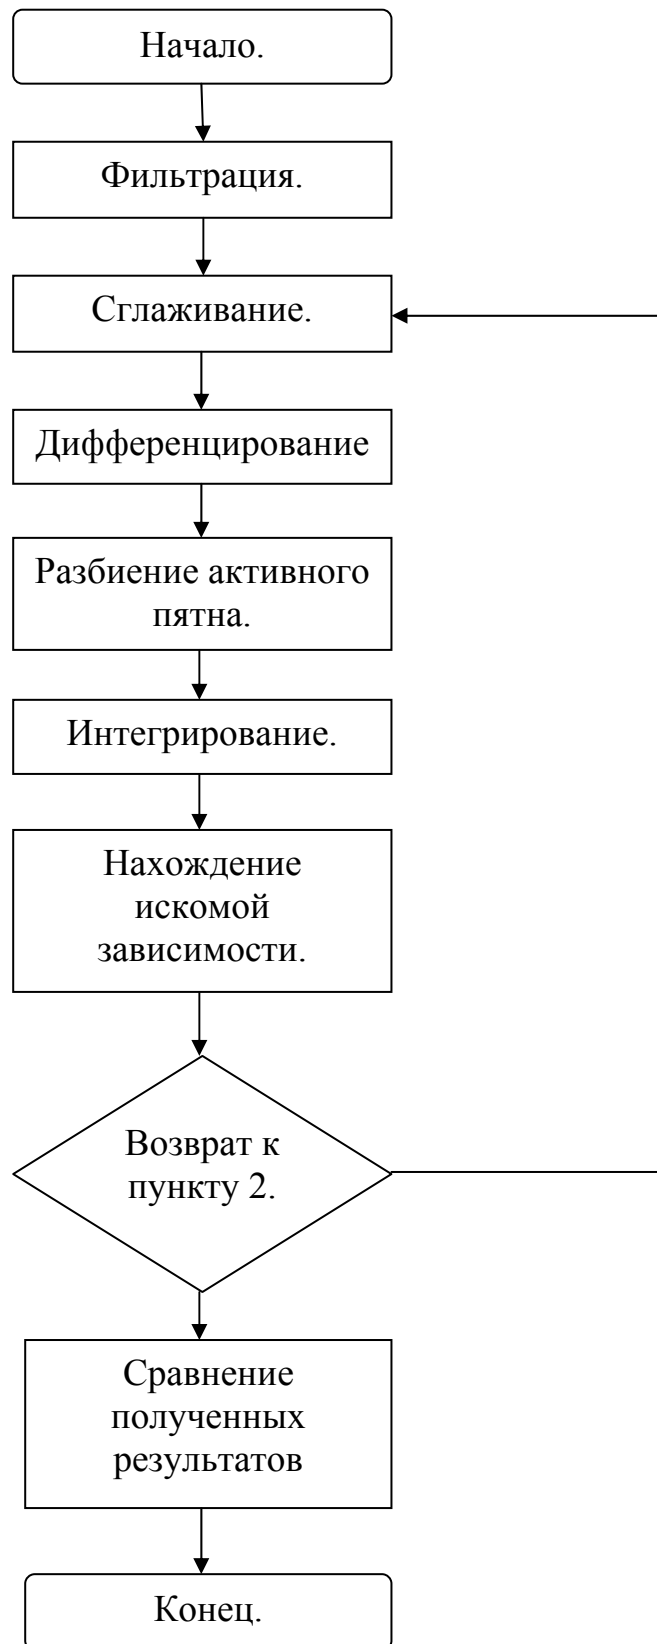 Начало.
Фильтрация.
Сглаживание.
Дифференцирование
Разбиение активного
пятна.
Интегрирование.
Нахождение
искомой
зависимости.
Возврат к
пункту 2.
Сравнение
полученных
результатов
Конец.